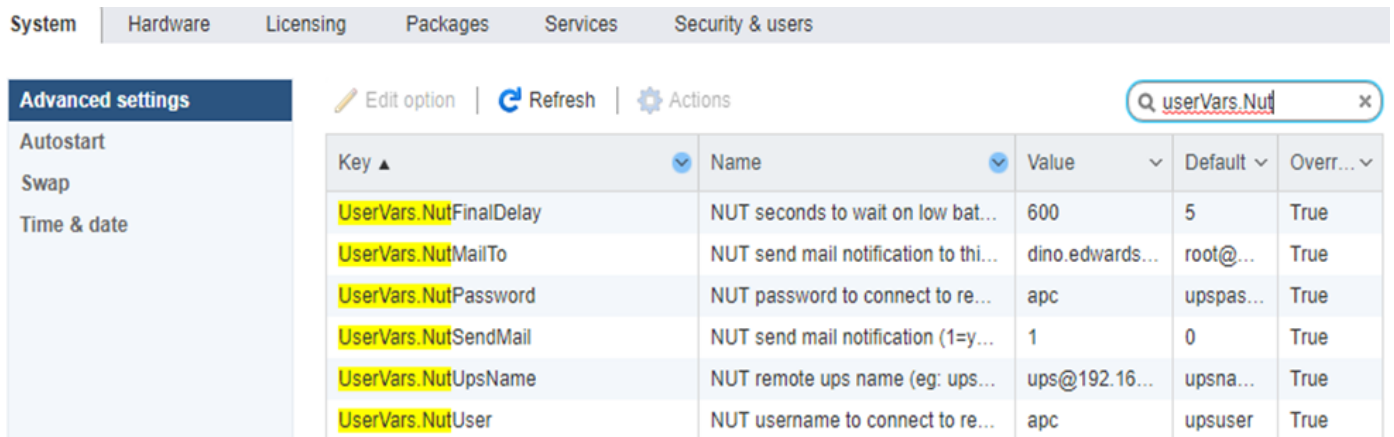 System Hardware Licensing Packages Services Security & users
Advanced settings
Autostart
Swap
Time & date
Edit option Refresh Actions userVars.Nut
Key Name Value Default Overr...
UserVars.NutFinalDelay NUT seconds to wait on low bat... 600 5 True
UserVars.NutMailTo NUT send mail notification to thi... dino.edwards... root@... True
UserVars.NutPassword NUT password to connect to re... apc upspas... True
UserVars.NutSendMail NUT send mail notification (1=y... 1 0 True
UserVars.NutUpsName NUT remote ups name (eg: ups... ups@192.16... upsna... True
UserVars.NutUser NUT username to connect to re... apc upsuser True